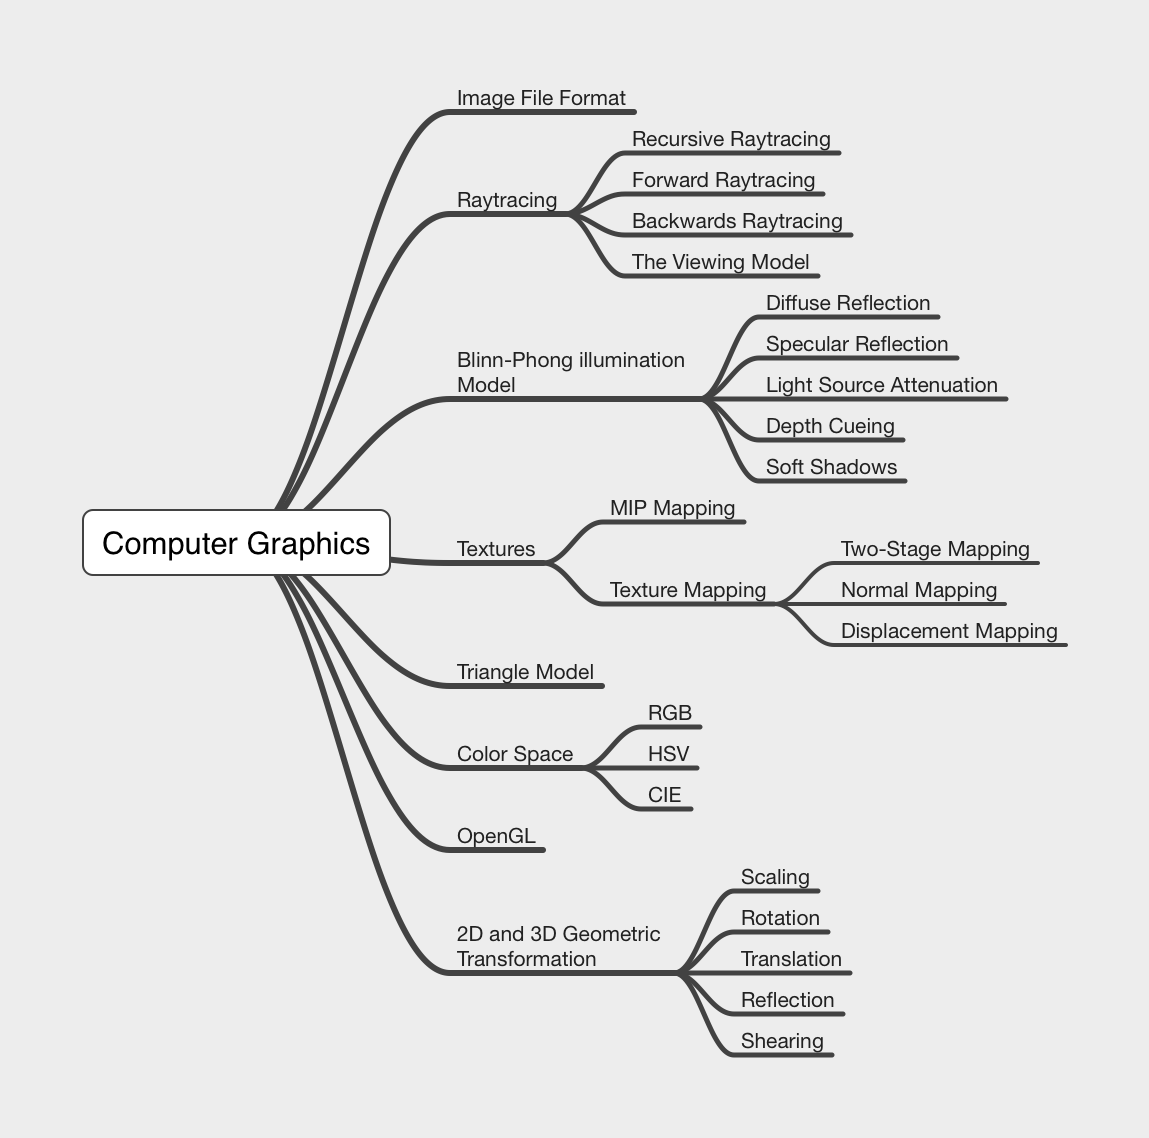 Computer Graphics
Image File Format
Raytracing
Recursive Raytracing
Forward Raytracing
Backwards Raytracing
The Viewing Model
Blinn-Phong illumination
Model
Diffuse Reflection
Specular Reflection
Light Source Attenuation
Depth Cueing
Soft Shadows
Textures
MIP Mapping
Texture Mapping
Two-Stage Mapping
Normal Mapping
Displacement Mapping
Triangle Model
Color Space
RGB
HSV
CIE
OpenGL
2D and 3D Geometric
Transformation
Scaling
Rotation
Translation
Reflection
Shearing